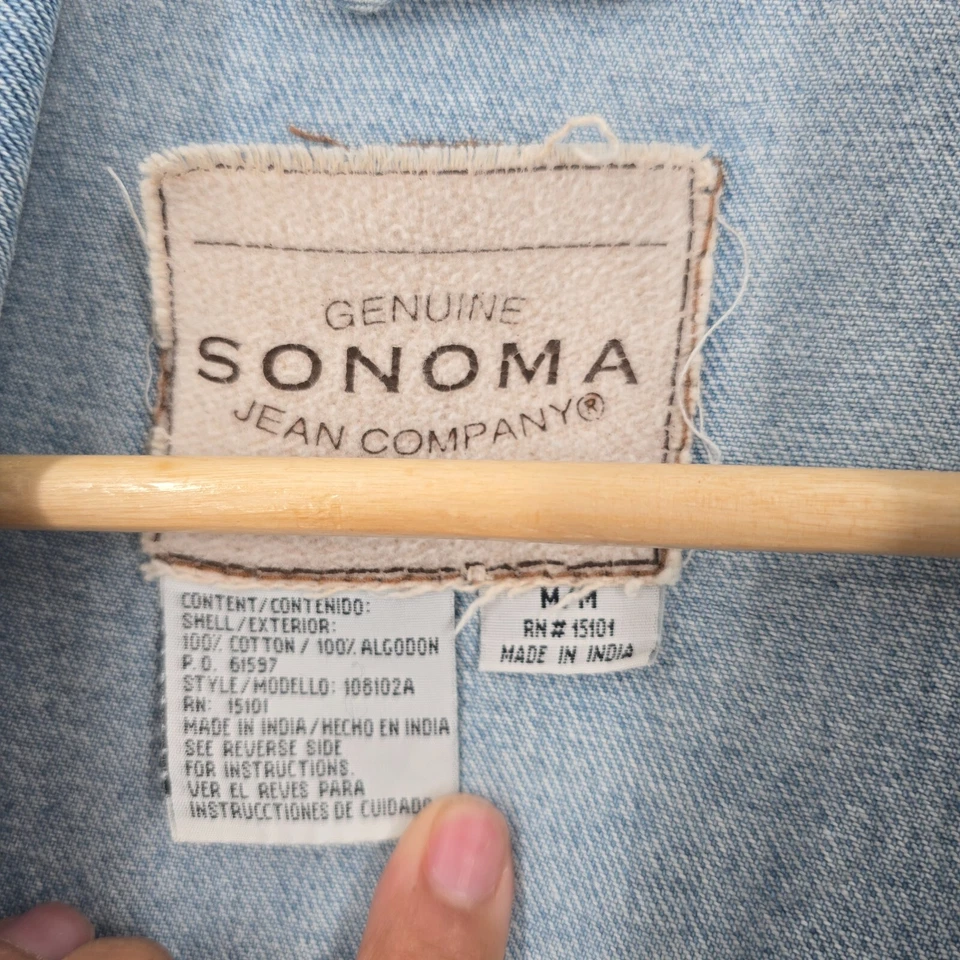 GENUINE
SONOMA
JEAN COMPANY®
CONTENT/CONTENIDO:
SHELL/EXTERIOR:
100% COTTON / 100% ALGODON
P.O. 61597
STYLE/MODELLO: 108102A
RN: 15101
MADE IN INDIA/HECHO EN INDIA
SEE REVERSE SIDE
FOR INSTRUCTIONS.
VER EL REVES PARA
INSTRUCCTIONES DE CUIDADO
M/M
RN# 15101
MADE IN INDIA